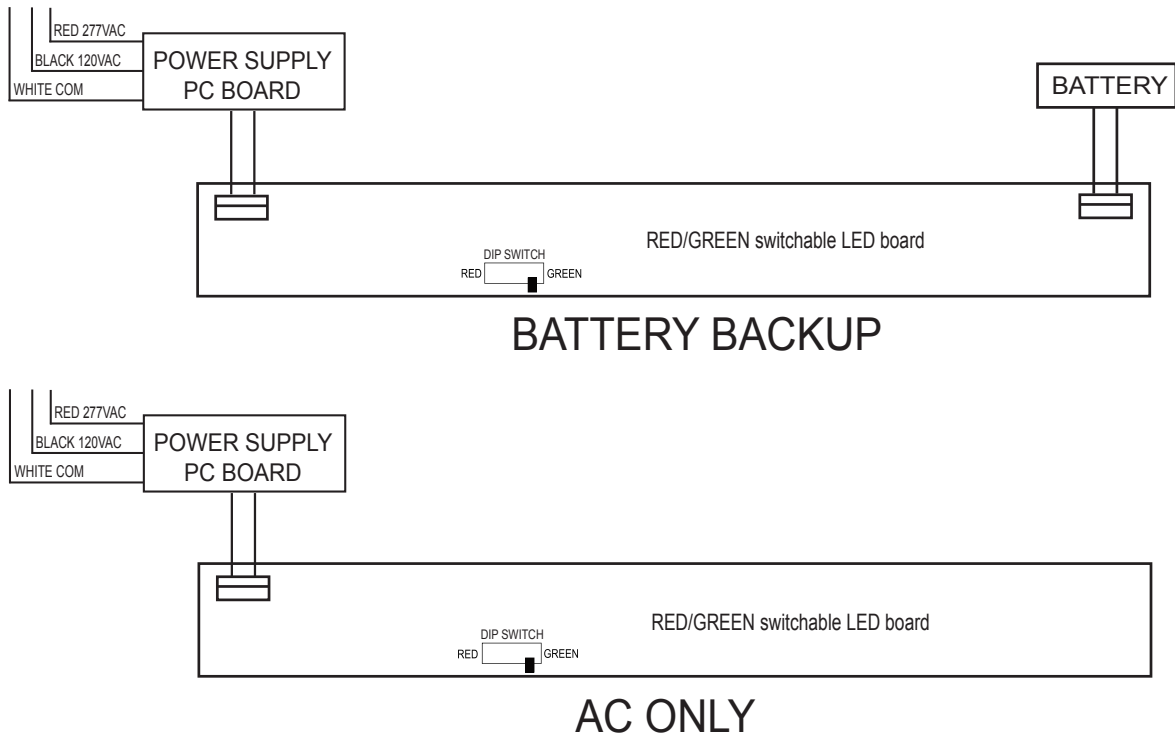 RED 277VAC
BLACK 120VAC
WHITE COM
POWER SUPPLY
PC BOARD
BATTERY
RED/GREEN switchable LED board
DIP SWITCH
RED GREEN
BATTERY BACKUP
RED 277VAC
BLACK 120VAC
WHITE COM
POWER SUPPLY
PC BOARD
RED/GREEN switchable LED board
DIP SWITCH
RED GREEN
AC ONLY